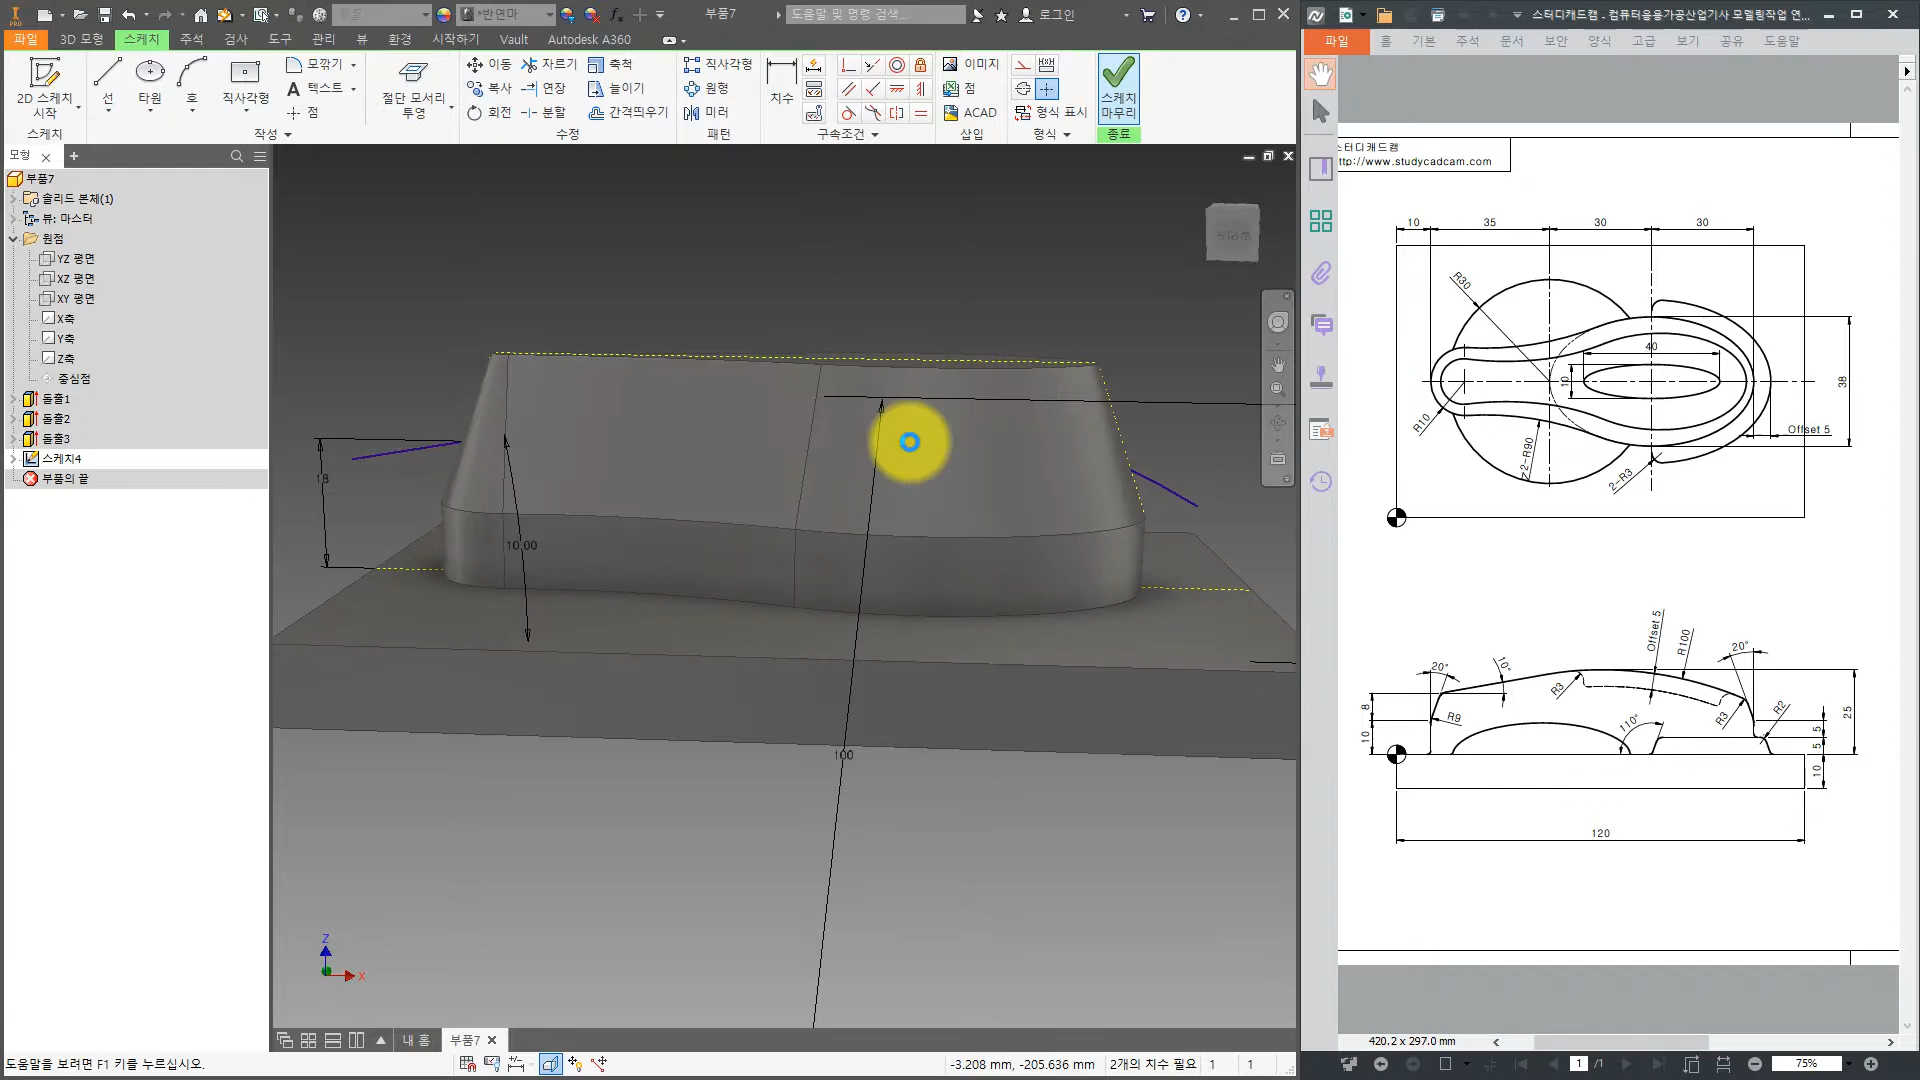 *반연마
부품7
도움말 및 명령 검색...
로그인
파일
3D 모형
스케치
주석
검사
도구
관리
뷰
환경
시작하기
Vault
Autodesk A360
2D 스케치
시작
선
타원
호
직사각형
모깎기
텍스트
점
절단 모서리
투영
이동
복사
회전
자르기
연장
분할
축척
늘이기
간격띄우기
직사각형
원형
미러
치수
이미지
점
ACAD
형식 표시
스케치
마무리
스케치
작성
수정
패턴
구속조건
삽입
형식
종료
모형
부품7
솔리드 본체(1)
뷰: 마스터
원점
YZ 평면
XZ 평면
XY 평면
X축
Y축
Z축
중심점
돌출1
돌출2
돌출3
스케치4
부품의 끝
18
10.00
100
Z
X
내 홈
부품7
도움말을 보려면 F1 키를 누르십시오.
-3.208 mm, -205.636 mm
2개의 치수 필요
1
1
스터디캐드캠 - 컴퓨터응용가공산업기사 모델링작업 연...
파일
홈
기본
주석
문서
보안
양식
고급
보기
공유
도움말
스터디캐드캠
ttp://www.studycadcam.com
10
35
30
30
R30
40
10
38
R10
2-R90
2-R3
Offset 5
20°
10°
R3
Offset 5
R100
20°
8
10
R9
110°
R3
R2
5
5
10
25
120
420.2 x 297.0 mm
1
/1
75%